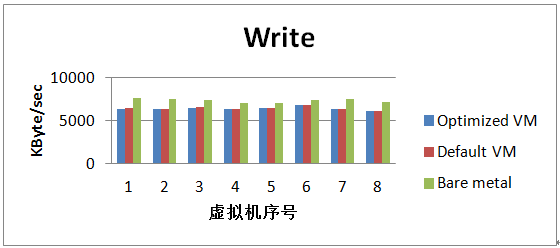 Write
10000
5000
0
KByte/sec
1 2 3 4 5 6 7 8
虚拟机序号
Optimized VM
Default VM
Bare metal